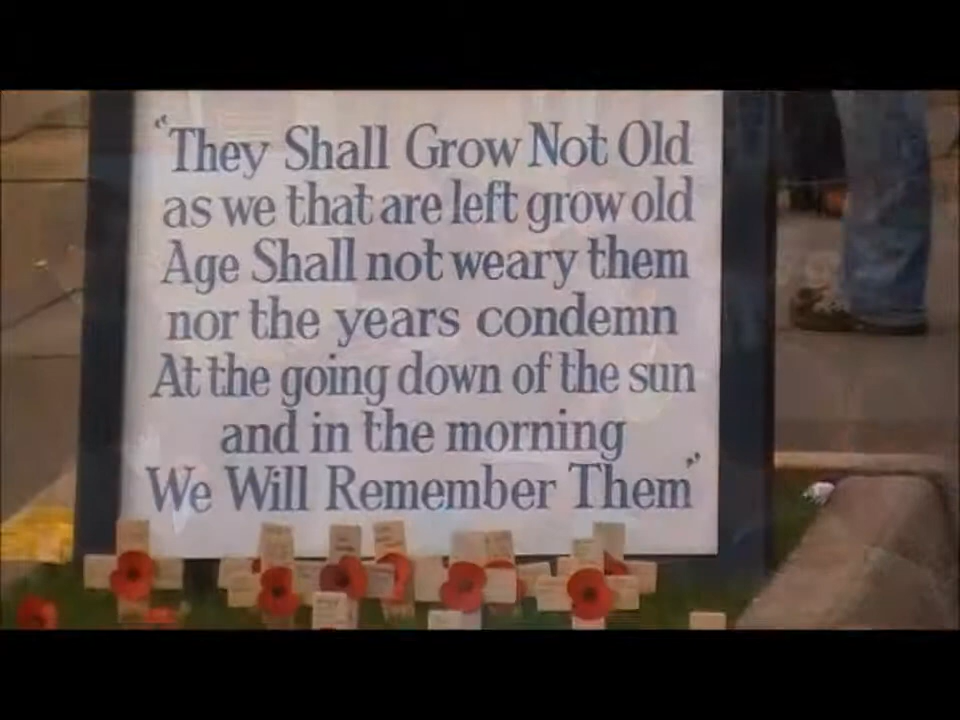 "They Shall Grow Not Old
as we that are left grow old
Age Shall not weary them
nor the years condemn
At the going down of the sun
and in the morning
We Will Remember Them"